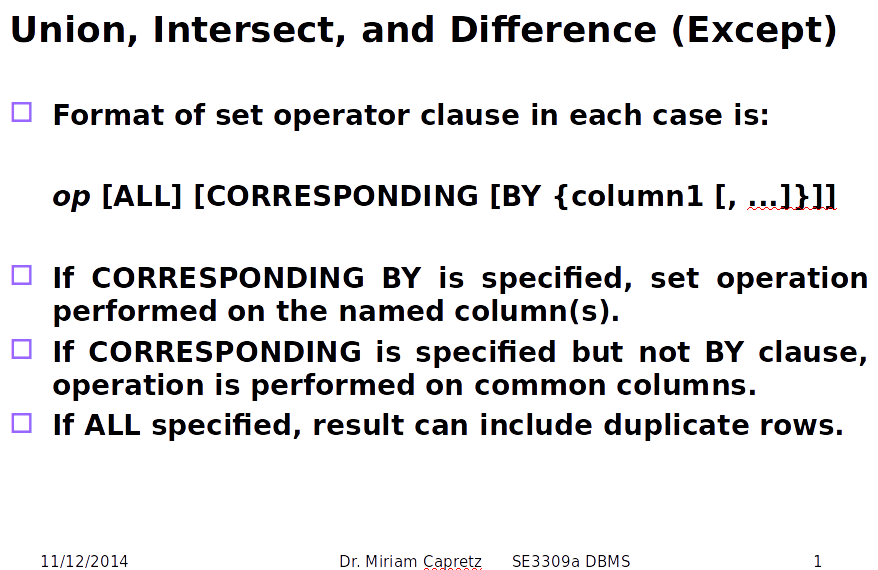 Union, Intersect, and Difference (Except)
Format of set operator clause in each case is:
op [ALL] [CORRESPONDING [BY {column1 [, ...]}]]
If CORRESPONDING BY is specified, set operation
performed on the named column(s).
If CORRESPONDING is specified but not BY clause,
operation is performed on common columns.
If ALL specified, result can include duplicate rows.
11/12/2014 Dr. Miriam Capretz SE3309a DBMS 1